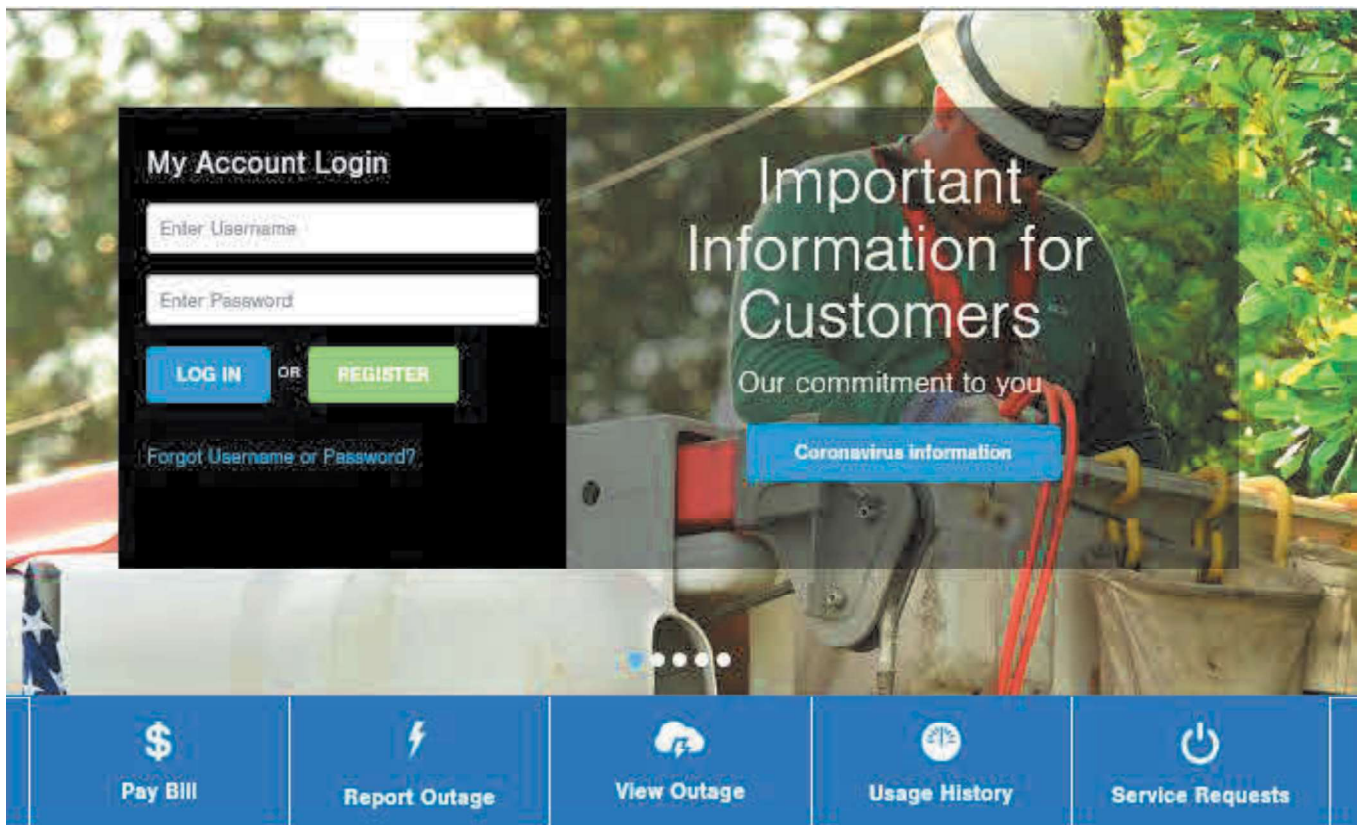 My Account Login
Enter Username
Enter Password
LOG IN OR REGISTER
Forgot Username or Password?
Important
Information for
Customers
Our commitment to you
Coronavirus information
Pay Bill
Report Outage
View Outage
Usage History
Service Requests